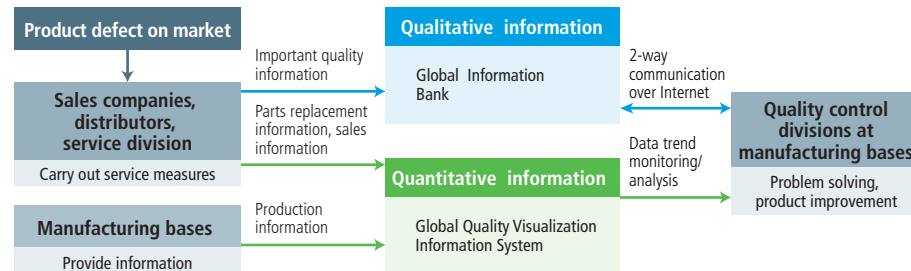 Product defect on market
Sales companies,
distributors,
service division
Carry out service measures
Manufacturing bases
Provide information
Important quality
information
Parts replacement
information, sales
information
Production
information
Qualitative information
Global Information
Bank
Quantitative information
Global Quality Visualization
Information System
2-way
communication
over Internet
Data trend
monitoring/
analysis
Quality control
divisions at
manufacturing bases
Problem solving,
product improvement